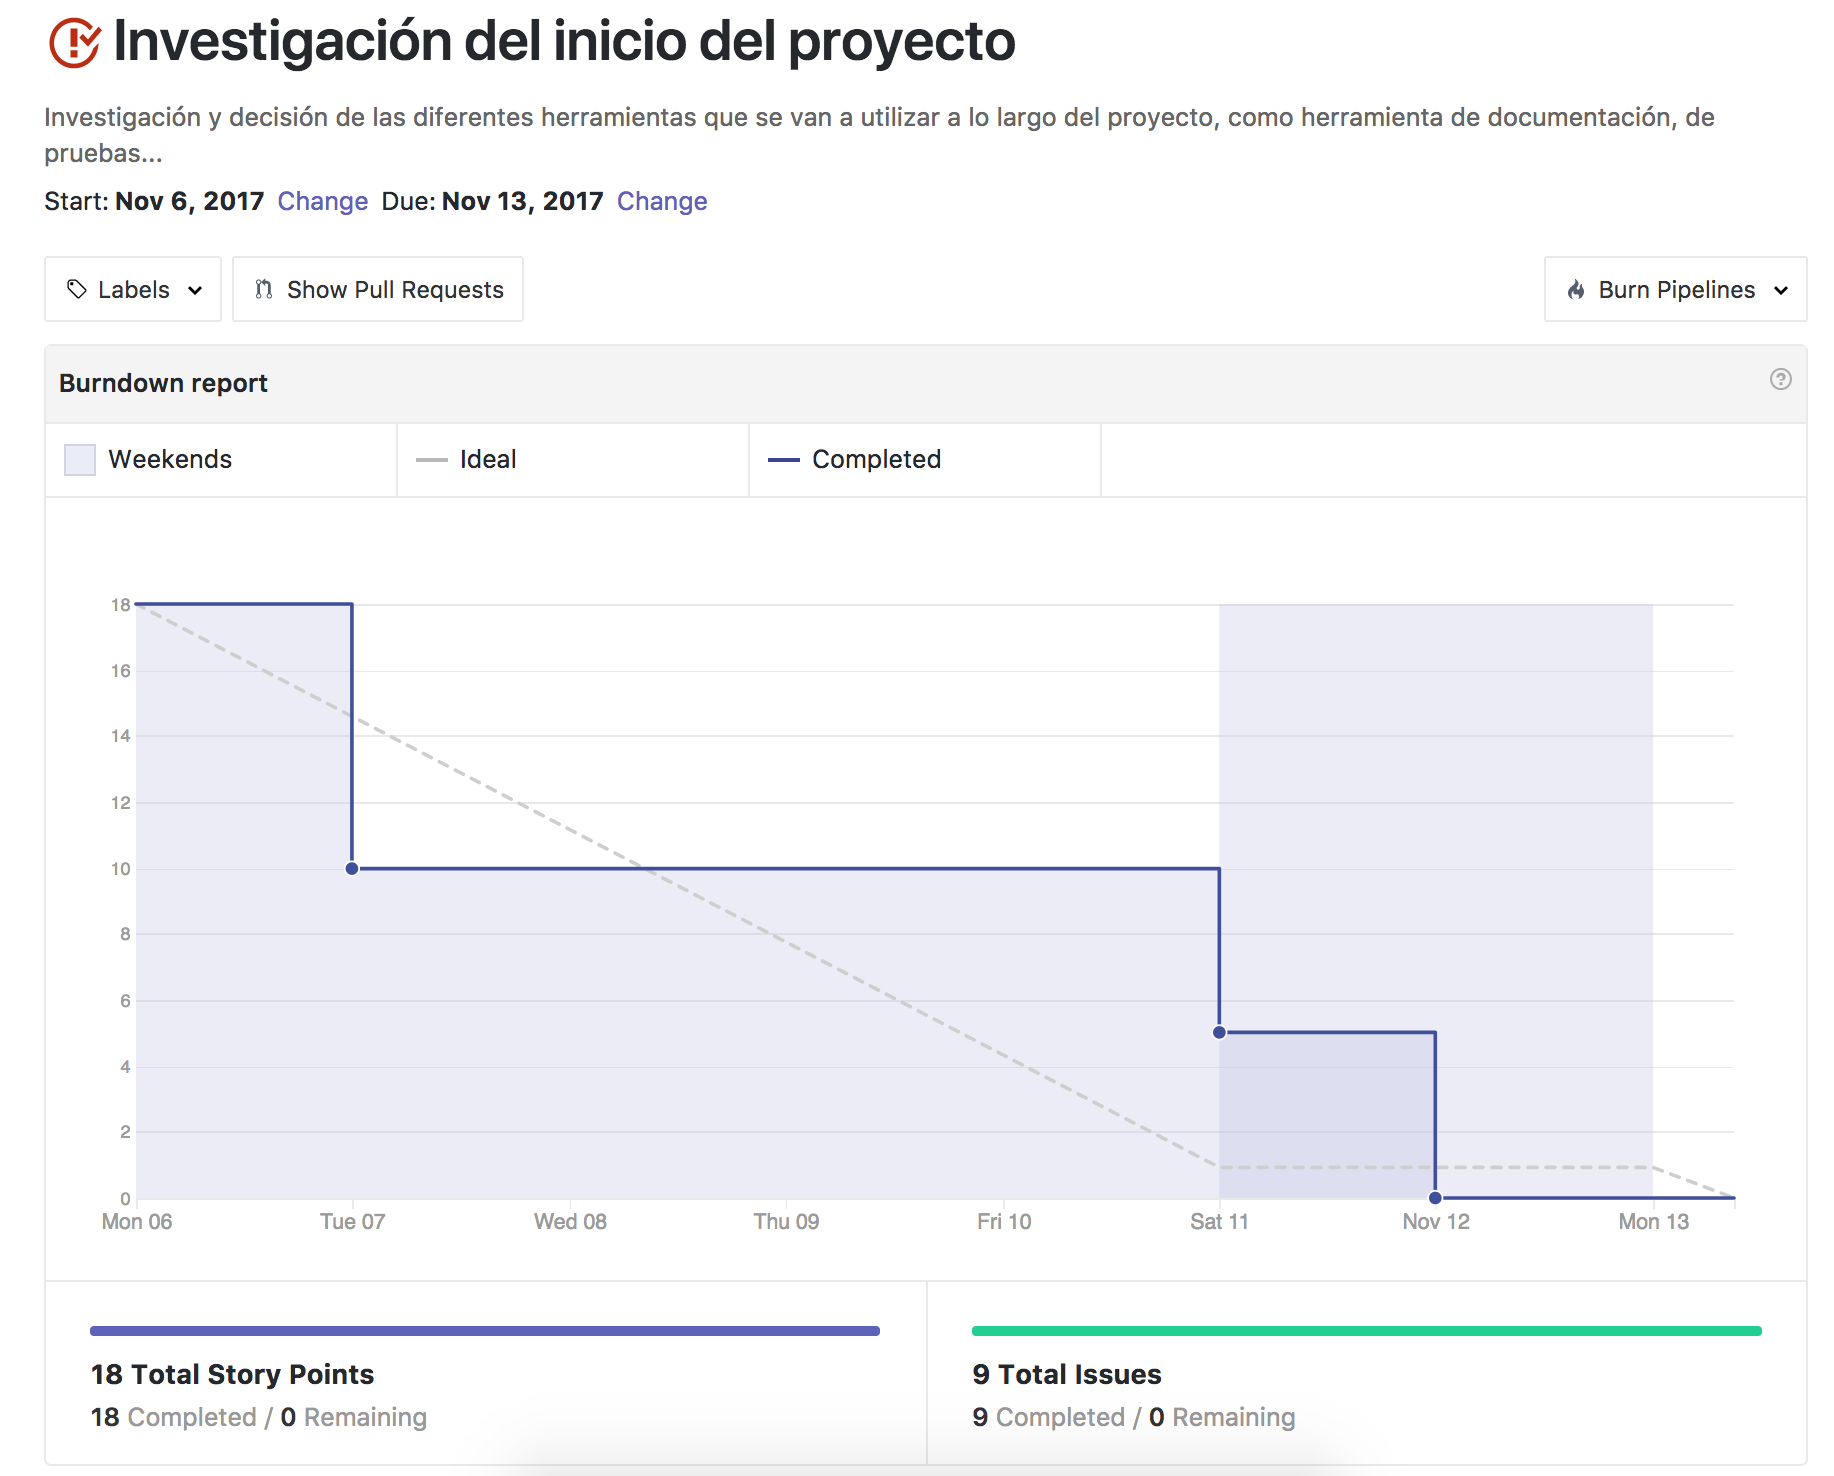 Investigación del inicio del proyecto
Investigación y decisión de las diferentes herramientas que se van a utilizar a lo largo del proyecto, como herramienta de documentación, de
pruebas...
Start: Nov 6, 2017 Change Due: Nov 13, 2017 Change
Labels Show Pull Requests Burn Pipelines
Burndown report
Weekends Ideal Completed
18
16
14
12
10
8
6
4
2
0
Mon 06 Tue 07 Wed 08 Thu 09 Fri 10 Sat 11 Nov 12 Mon 13
18 Total Story Points
18 Completed / 0 Remaining
9 Total Issues
9 Completed / 0 Remaining